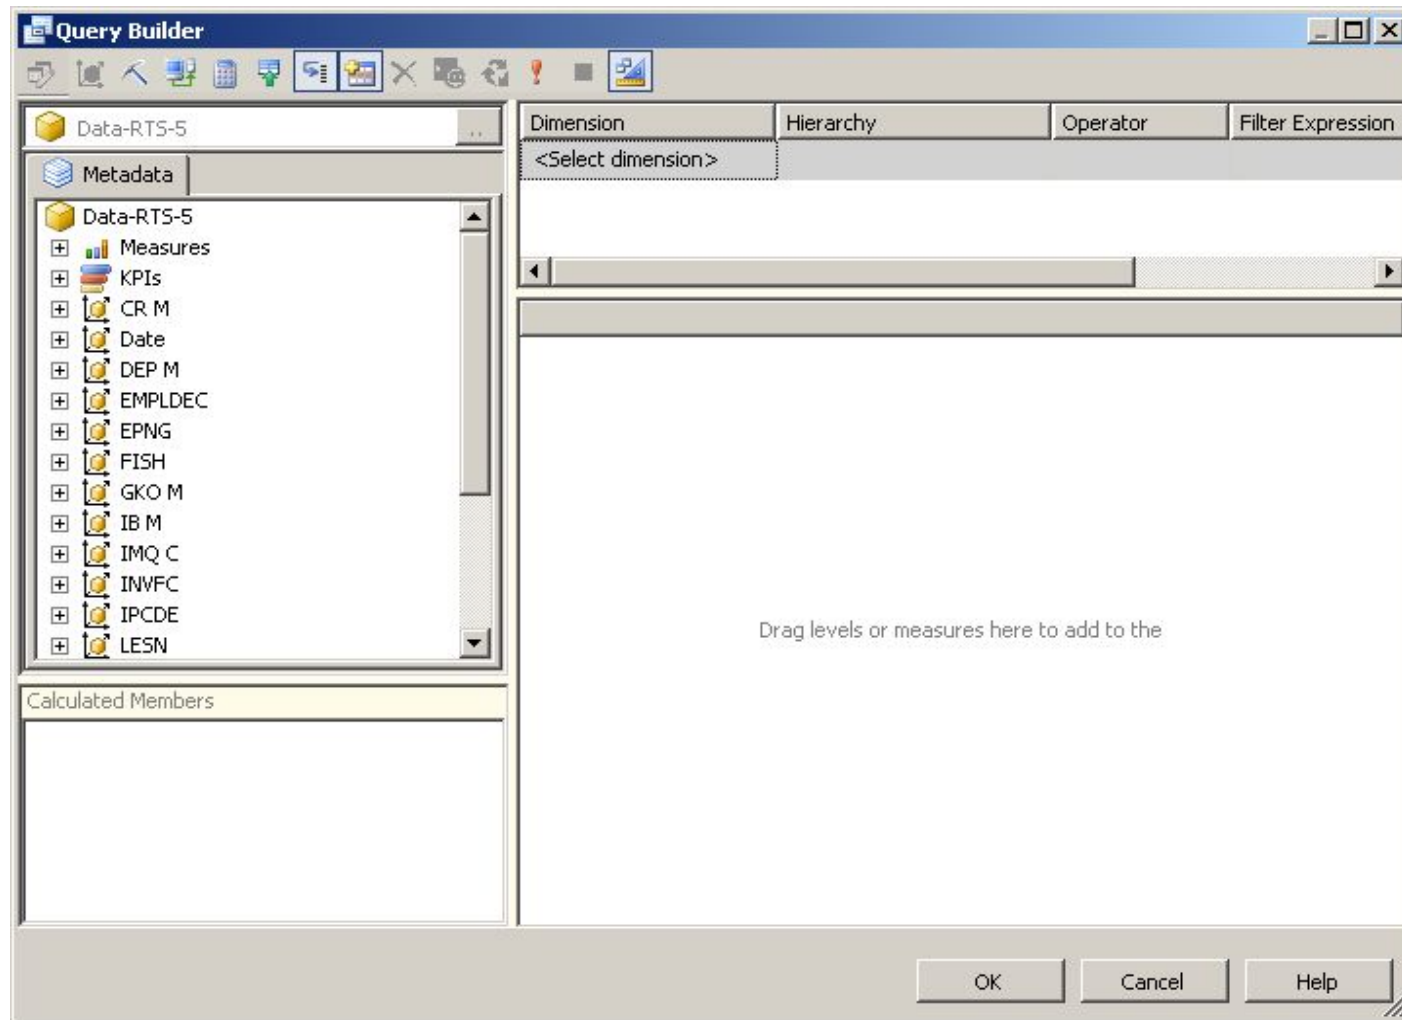 Query Builder
Data-RTS-5
..
Metadata
Data-RTS-5
Measures
KPIs
CR M
Date
DEP M
EMPLDEC
EPNG
FISH
GKO M
IB M
IMQ C
INVFC
IPCDE
LESN
Calculated Members
Dimension Hierarchy Operator Filter Expression
<Select dimension>
Drag levels or measures here to add to the
OK Cancel Help